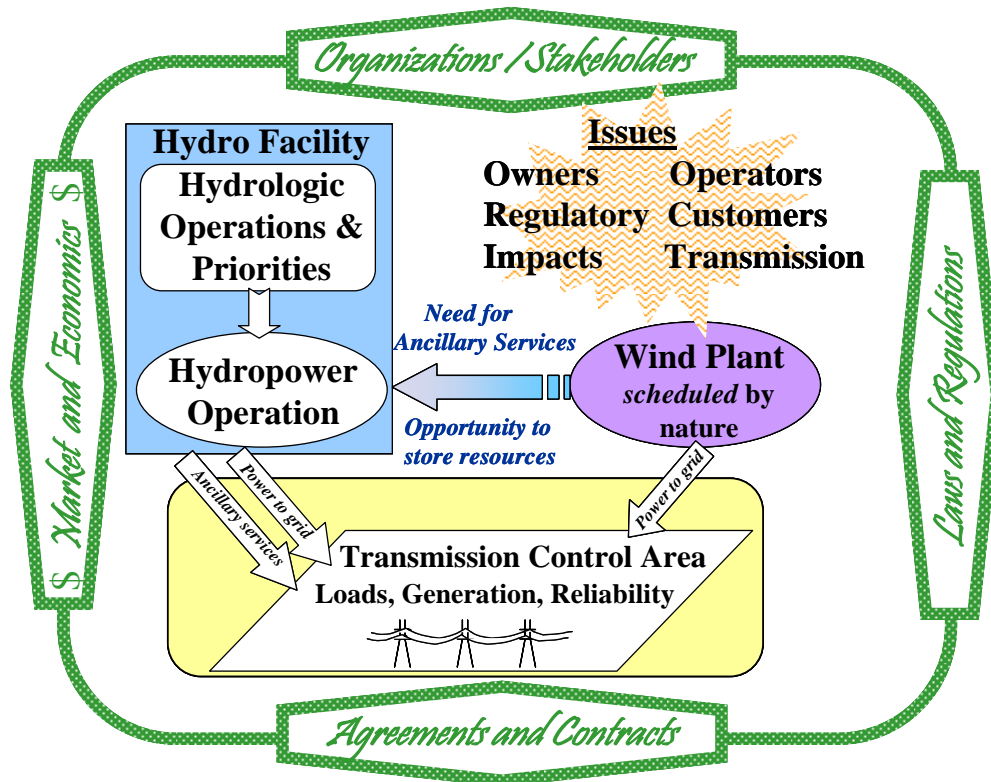 Organizations / Stakeholders
Hydro Facility
Hydrologic
Operations &
Priorities
Hydropower
Operation
Issues
Owners Operators
Regulatory Customers
Impacts Transmission
Need for
Ancillary Services
Opportunity to
store resources
Wind Plant
scheduled by
nature
Ancillary services
Power to grid
Power to grid
Transmission Control Area
Loads, Generation, Reliability
$ Market and Economics $
Laws and Regulations
Agreements and Contracts